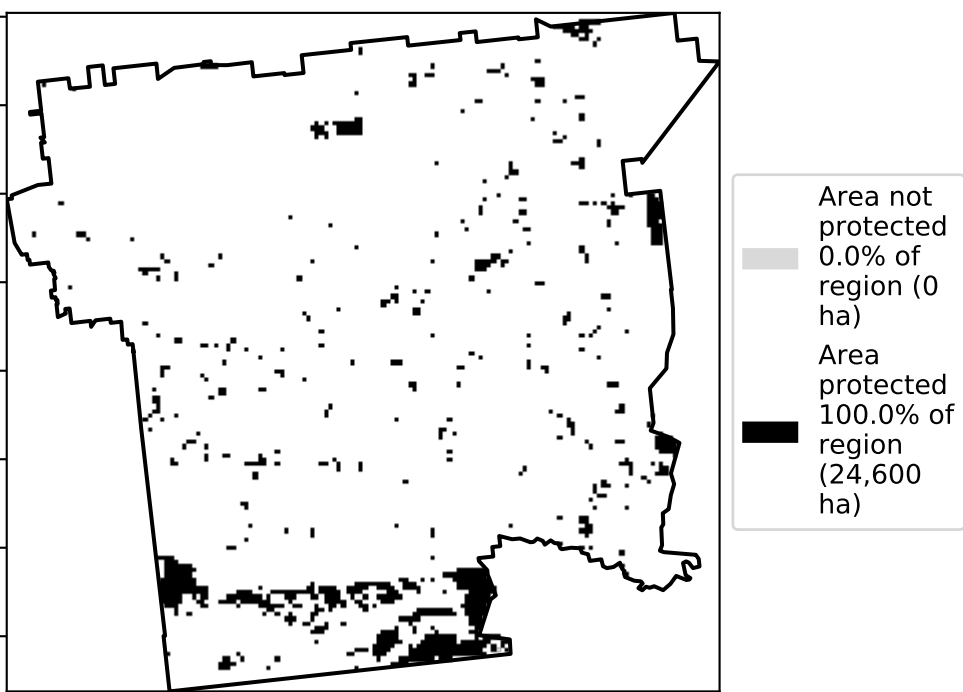 Area not
protected
0.0% of
region (0
ha)
Area
protected
100.0% of
region
(24,600
ha)